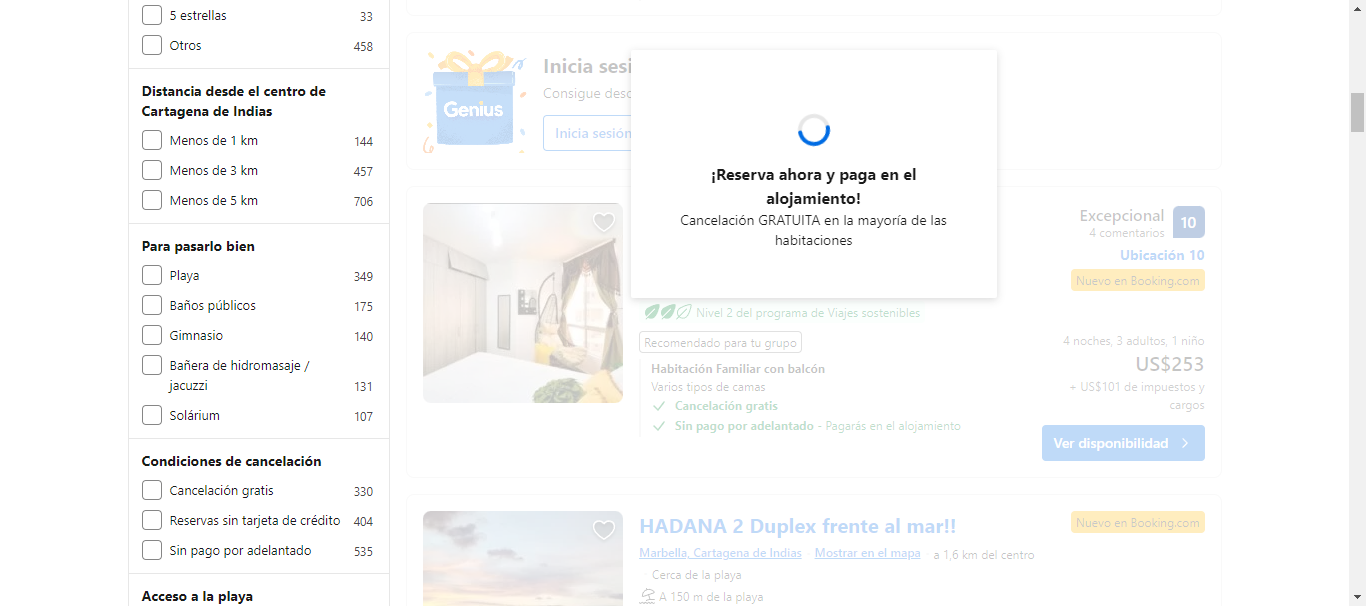 5 estrellas 33
Otros 458
Distancia desde el centro de
Cartagena de Indias
Menos de 1 km 144
Menos de 3 km 457
Menos de 5 km 706
Para pasarlo bien
Playa 349
Baños públicos 175
Gimnasio 140
Bañera de hidromasaje /
jacuzzi 131
Solárium 107
Condiciones de cancelación
Cancelación gratis 330
Reservas sin tarjeta de crédito 404
Sin pago por adelantado 535
Acceso a la playa
Genius
Inicia sesi
Consigue desc
Inicia sesión
¡Reserva ahora y paga en el
alojamiento!
Cancelación GRATUITA en la mayoría de las
habitaciones
Excepcional 10
4 comentarios
Ubicación 10
Nuevo en Booking.com
Nivel 2 del programa de Viajes sostenibles
Recomendado para tu grupo
Habitación Familiar con balcón
Varios tipos de camas
Cancelación gratis
Sin pago por adelantado - Pagarás en el alojamiento
4 noches, 3 adultos, 1 niño
US$253
+ US$101 de impuestos y
cargos
Ver disponibilidad
HADANA 2 Duplex frente al mar!!
Nuevo en Booking.com
Marbella, Cartagena de Indias Mostrar en el mapa a 1,6 km del centro
Cerca de la playa
A 150 m de la playa